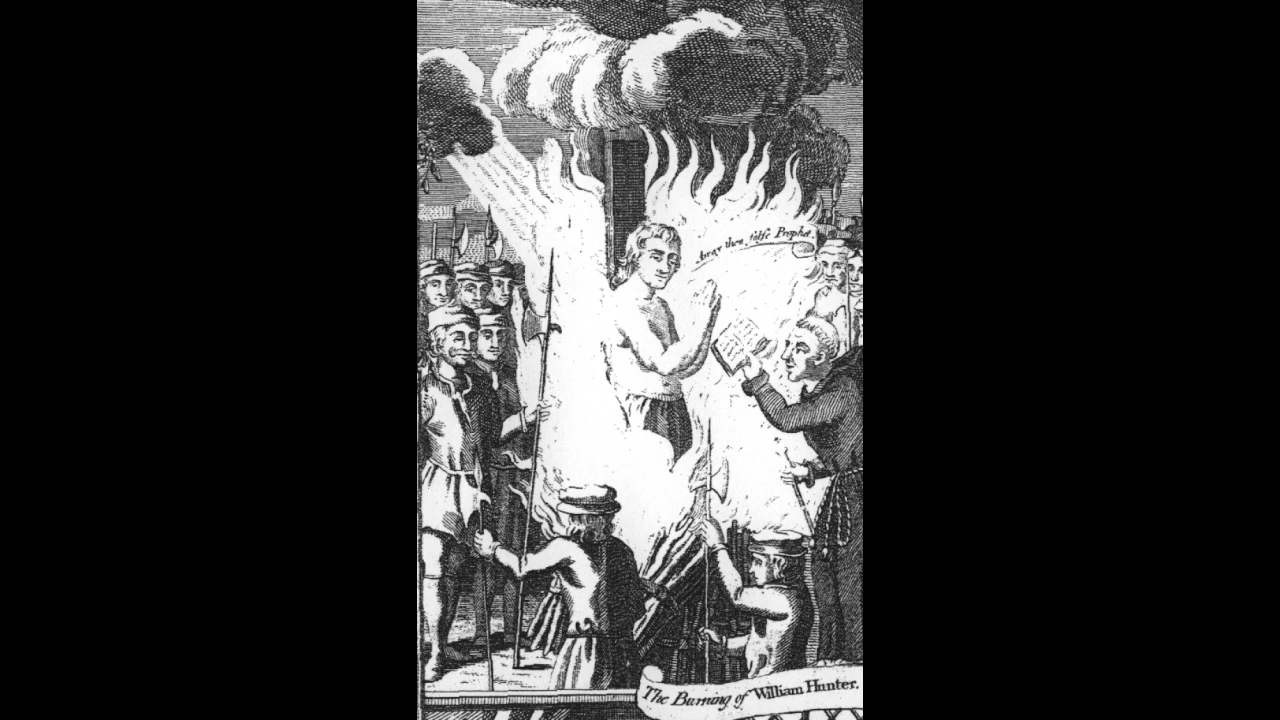 Away thou false Prophet.
The Burning of William Hunter.